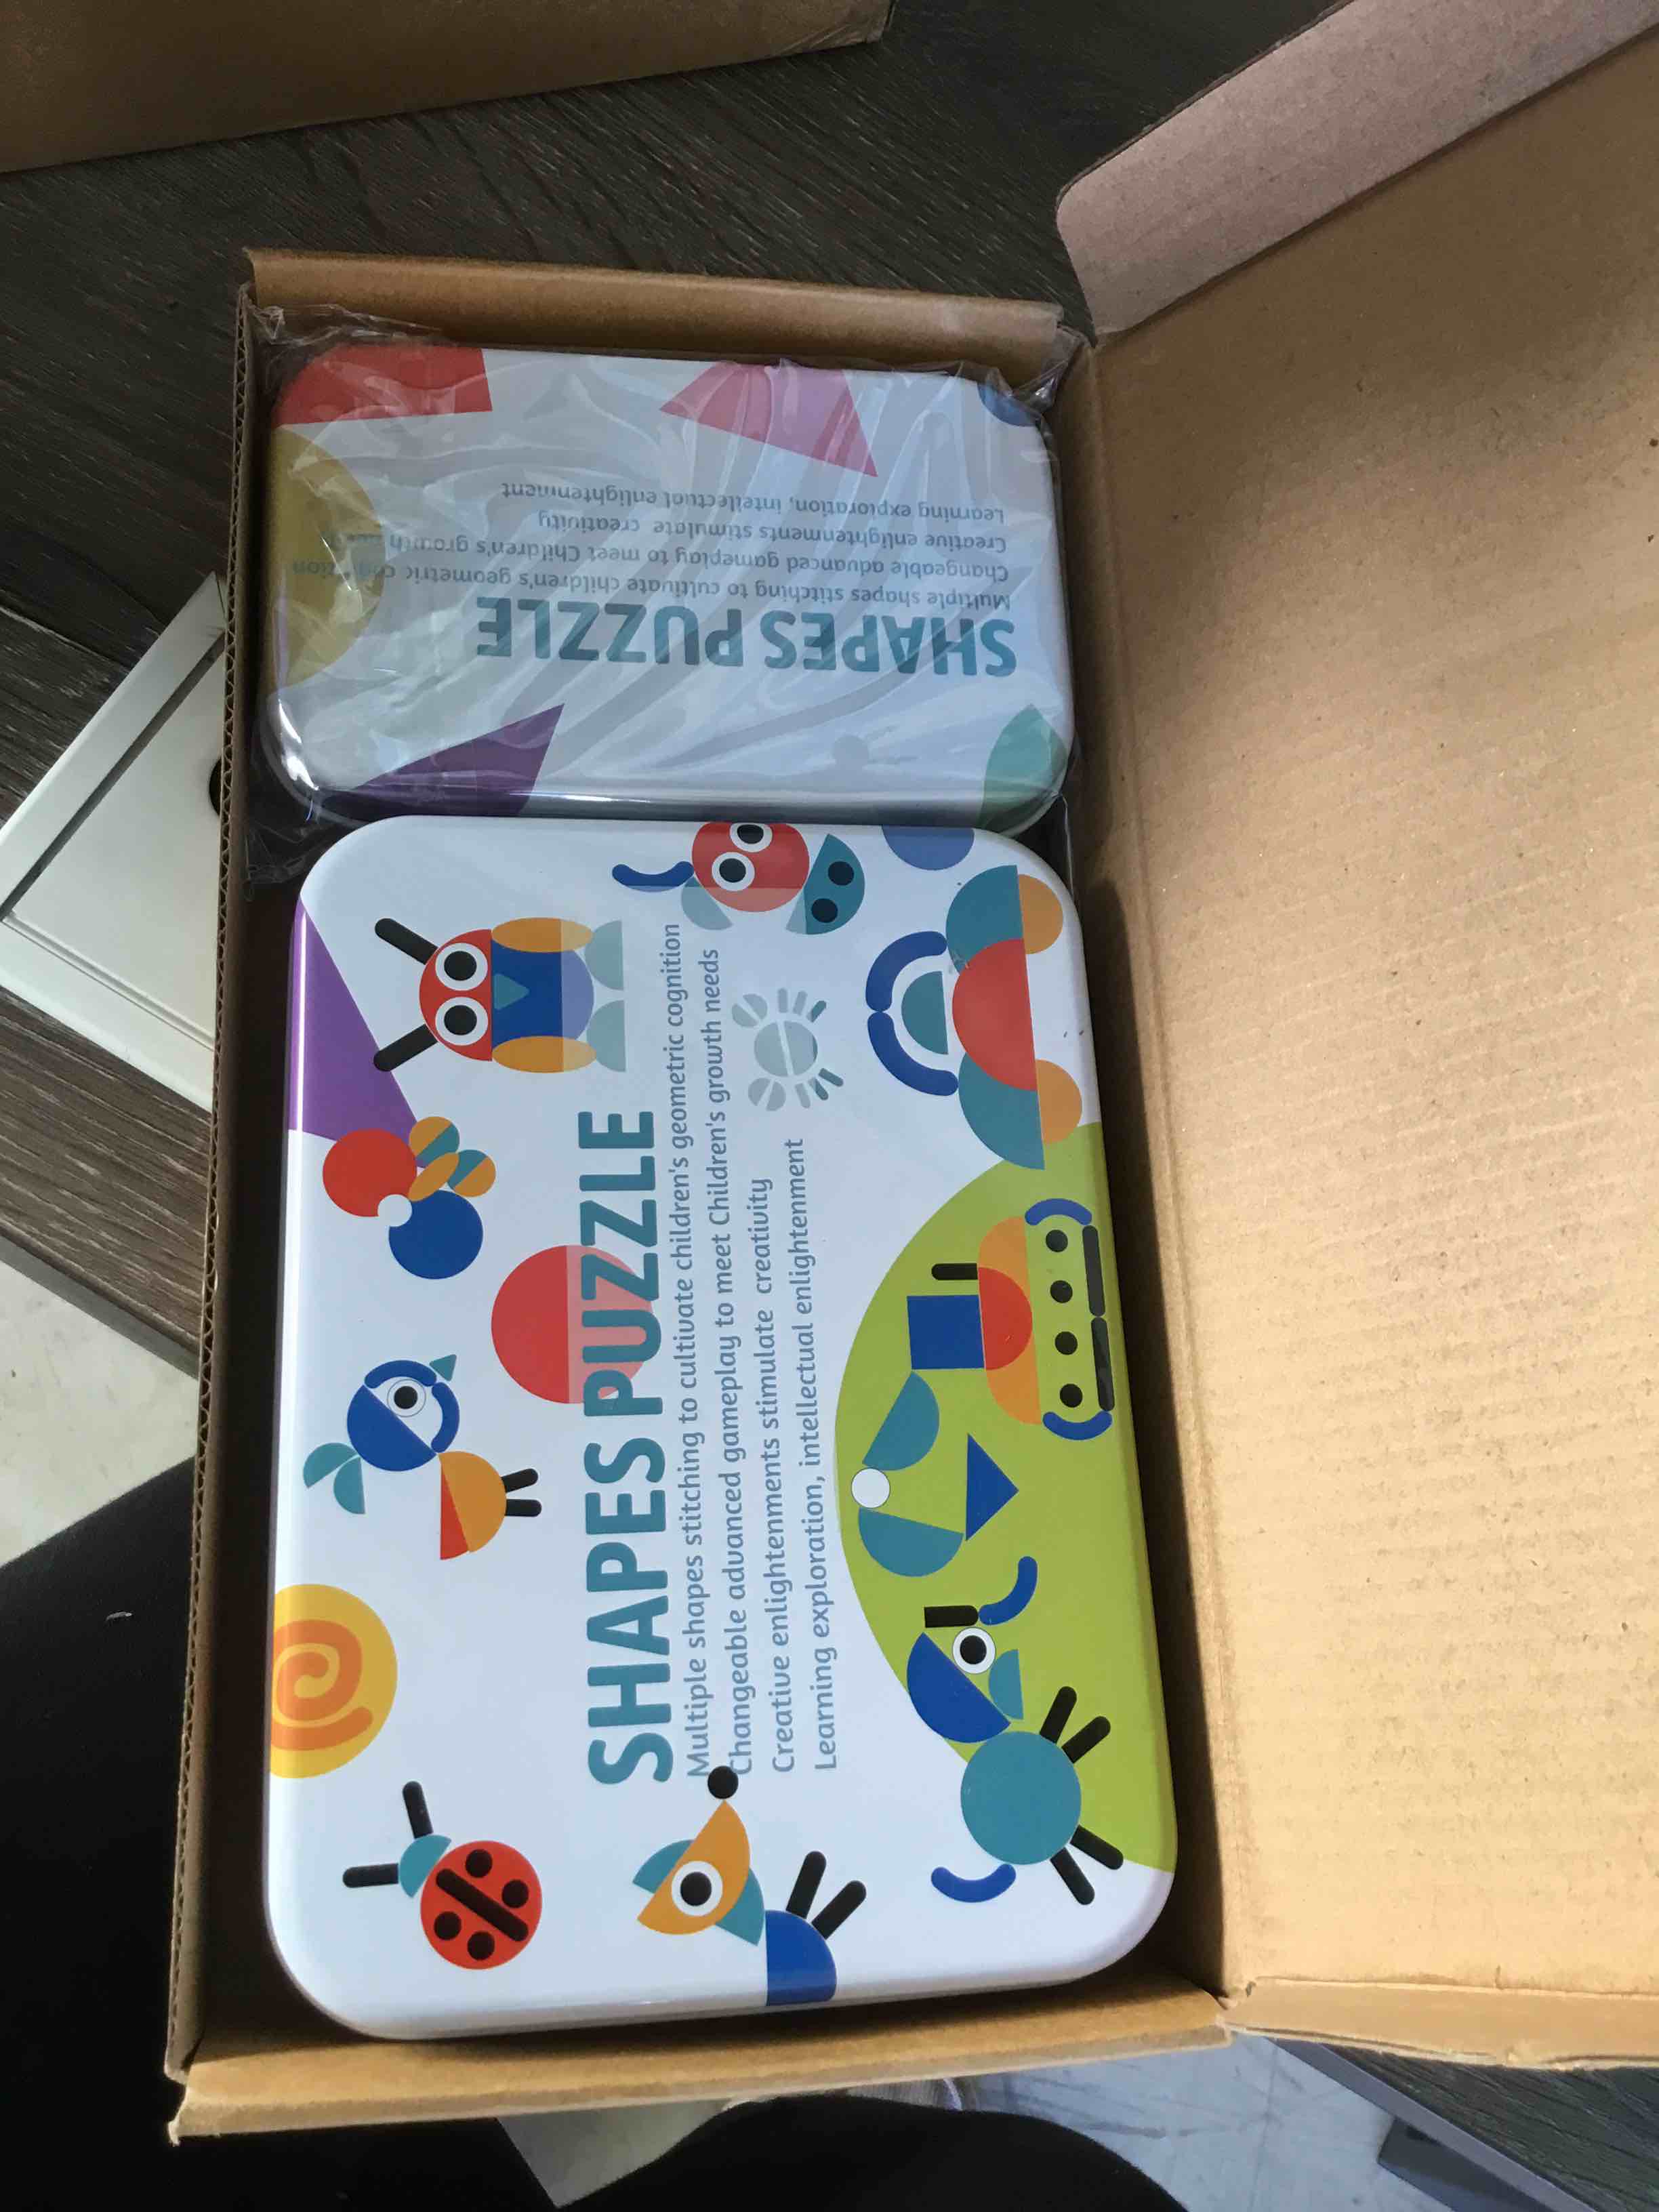 SHAPES PUZZLE
Multiple shapes stitching to cultivate children's geometric cognition
Changeable advanced gameplay to meet Children's growth needs
Creative enlightenments stimulate creativity
Learning exploration, intellectual enlightenment
SHAPES PUZZLE
Multiple shapes stitching to cultivate children's geometric cognition
Changeable advanced gameplay to meet Children's growth needs
Creative enlightenments stimulate creativity
Learning exploration, intellectual enlightenment